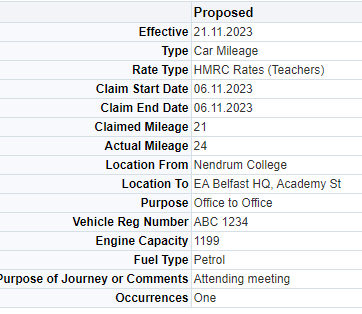 Proposed
Effective 21.11.2023
Type Car Mileage
Rate Type HMRC Rates (Teachers)
Claim Start Date 06.11.2023
Claim End Date 06.11.2023
Claimed Mileage 21
Actual Mileage 24
Location From Nendrum College
Location To EA Belfast HQ, Academy St
Purpose Office to Office
Vehicle Reg Number ABC 1234
Engine Capacity 1199
Fuel Type Petrol
Purpose of Journey or Comments Attending meeting
Occurrences One